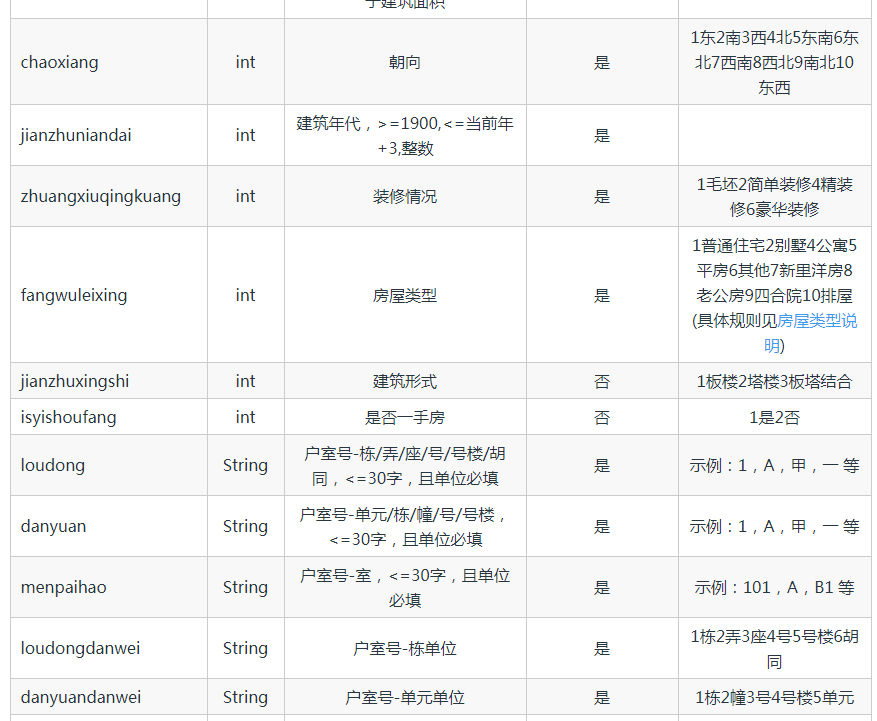 于建筑面积
chaoxiang int 朝向 是 1东2南3西4北5东南6东
北7西南8西北9南北10
东西
jianzhuniandai int 建筑年代，>=1900,<=当前年
+3,整数 是
zhuangxiuqingkuang int 装修情况 是 1毛坯2简单装修4精装
修6豪华装修
fangwuleixing int 房屋类型 是 1普通住宅2别墅4公寓5
平房6其他7新里洋房8
老公房9四合院10排屋
(具体规则见房屋类型说
明)
jianzhuxingshi int 建筑形式 否 1板楼2塔楼3板塔结合
isyishoufang int 是否一手房 否 1是2否
loudong String 户室号-栋/弄/座/号/号楼/胡
同，<=30字，且单位必填 是 示例：1，A，甲，一 等
danyuan String 户室号-单元/栋/幢/号/号楼，
<=30字，且单位必填 是 示例：1，A，甲，一 等
menpaihao String 户室号-室，<=30字，且单位
必填 是 示例：101，A，B1 等
loudongdanwei String 户室号-栋单位 是 1栋2弄3座4号5号楼6胡
同
danyuandanwei String 户室号-单元单位 是 1栋2幢3号4号楼5单元